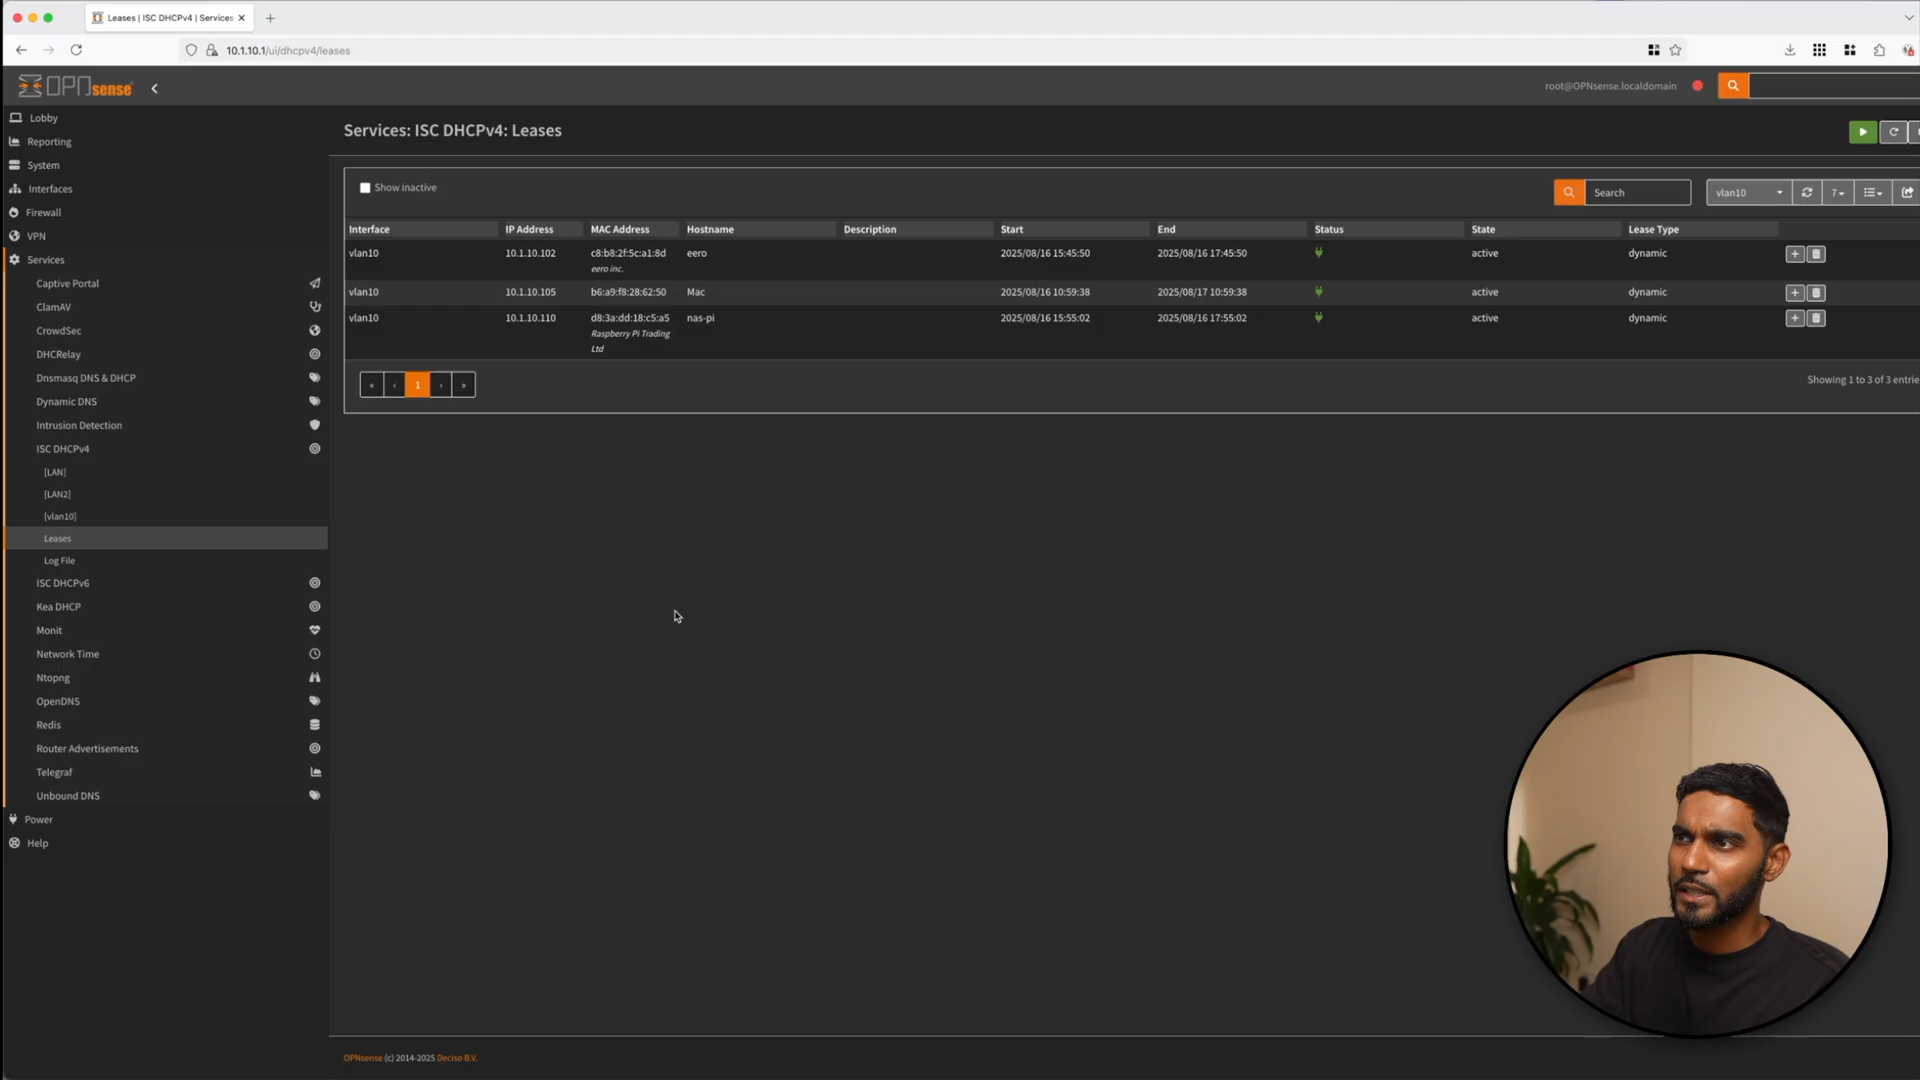 Leases | ISC DHCPv4 | Services
10.1.10.1/ui/dhcpv4/leases
OPNsense
root@OPNsense.localdomain
Lobby
Reporting
System
Interfaces
Firewall
VPN
Services
Captive Portal
ClamAV
CrowdSec
DHCRelay
Dnsmasq DNS & DHCP
Dynamic DNS
Intrusion Detection
ISC DHCPv4
[LAN]
[LAN2]
[vlan10]
Leases
Log File
ISC DHCPv6
Kea DHCP
Monit
Network Time
Ntopng
OpenDNS
Redis
Router Advertisements
Telegraf
Unbound DNS
Power
Help
Services: ISC DHCPv4: Leases
Show inactive
Search
vlan10
7
Interface IP Address MAC Address Hostname Description Start End Status State Lease Type
vlan10 10.1.10.102 c8:b8:2f:5c:a1:8d eero 2025/08/16 15:45:50 2025/08/16 17:45:50 active dynamic
eero inc.
vlan10 10.1.10.105 b6:a9:f8:28:62:50 Mac 2025/08/16 10:59:38 2025/08/17 10:59:38 active dynamic
vlan10 10.1.10.110 d8:3a:dd:18:c5:a5 nas-pi 2025/08/16 15:55:02 2025/08/16 17:55:02 active dynamic
Raspberry Pi Trading
Ltd
« ‹ 1 › »
Showing 1 to 3 of 3 entrie
OPNsense (c) 2014-2025 Deciso B.V.